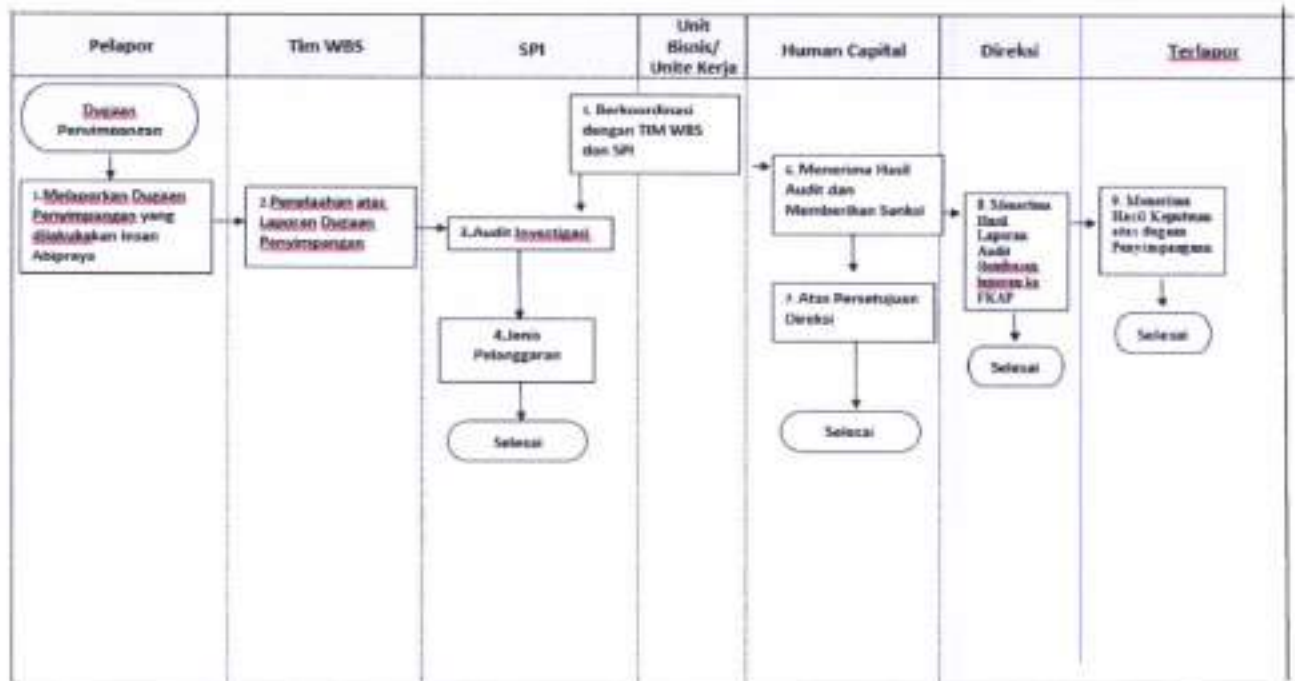 Pelapor
Tim WBS
SPI
Unit
Bisnis/
Unite Kerja
Human Capital
Direksi
Terlapor
Dugaan
Penyimpangan
1.Melaporkan Dugaan
Penyimpangan yang
dilakukakan Insan
Abipraya
2.Penelaahan atas
Laporan Dugaan
Penyimpangan
3.Audit Investigasi
4.Jenis
Pelanggaran
Selesai
Berkoordinasi
dengan TIM WBS
dan SPI
6. Menerima Hasil
Audit dan
Memberikan Sanksi
7. Atas Persetujuan
Direksi
Selesai
8.Menerima
Hasil
Laporan
Audit
laporan ke
FKAP
Selesai
9. Menerima
Hasil Keputusan
atas dugaan
Penyimpangan
Selesai